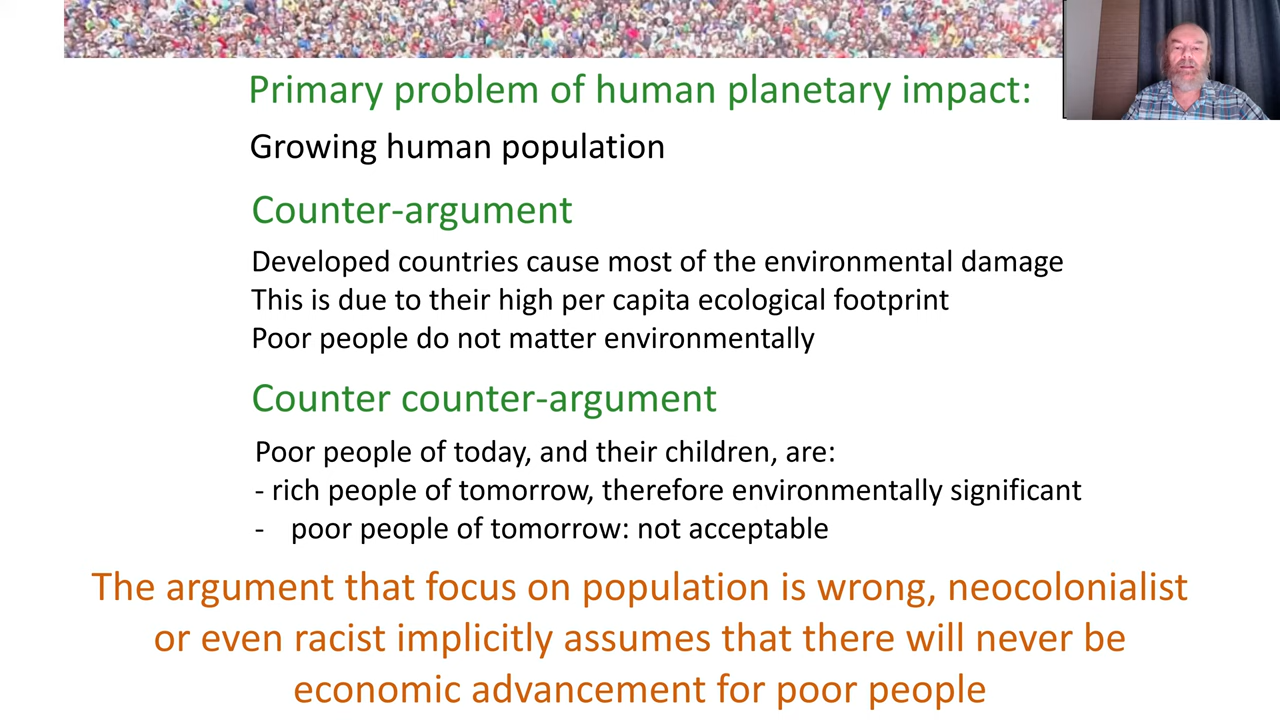 Primary problem of human planetary impact:
Growing human population
Counter-argument
Developed countries cause most of the environmental damage
This is due to their high per capita ecological footprint
Poor people do not matter environmentally
Counter counter-argument
Poor people of today, and their children, are:
- rich people of tomorrow, therefore environmentally significant
- poor people of tomorrow: not acceptable
The argument that focus on population is wrong, neocolonialist
or even racist implicitly assumes that there will never be
economic advancement for poor people